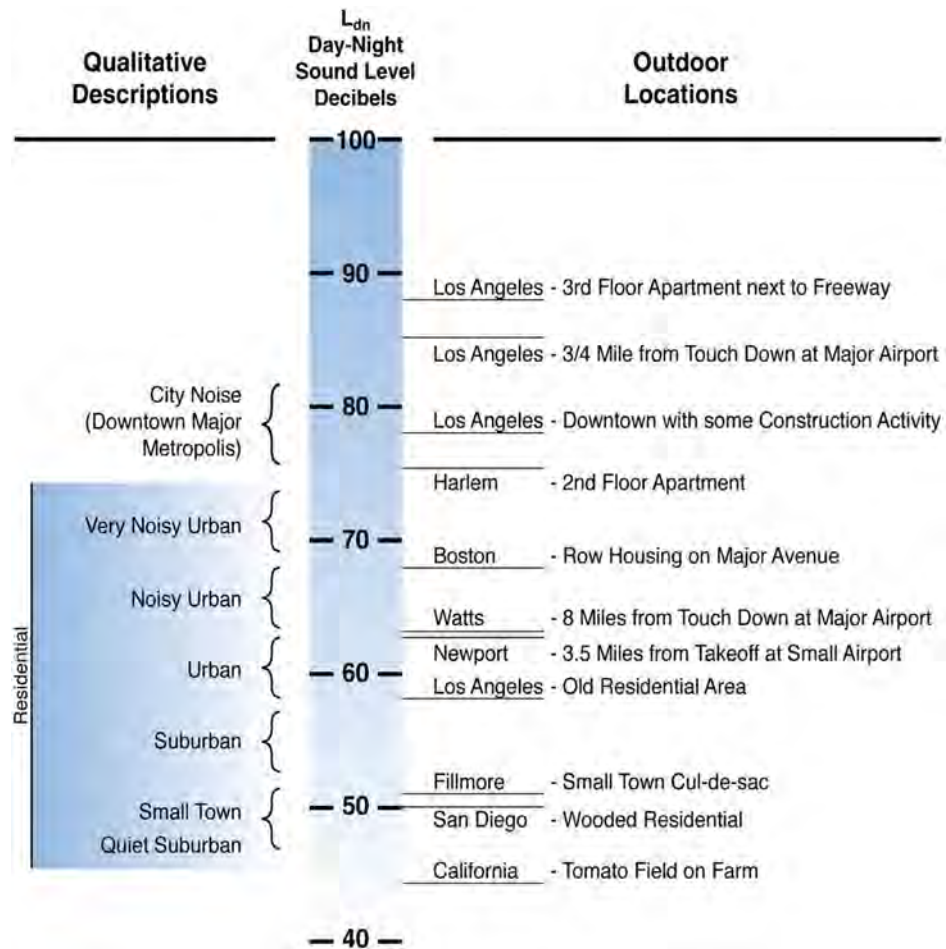 Qualitative
Descriptions
L_dn
Day-Night
Sound Level
Decibels
Outdoor
Locations
100
90
Los Angeles - 3rd Floor Apartment next to Freeway
Los Angeles - 3/4 Mile from Touch Down at Major Airport
City Noise
(Downtown Major
Metropolis)
80
Los Angeles - Downtown with some Construction Activity
Harlem - 2nd Floor Apartment
Very Noisy Urban
70
Boston - Row Housing on Major Avenue
Noisy Urban
Watts - 8 Miles from Touch Down at Major Airport
Residential
Urban
60
Newport - 3.5 Miles from Takeoff at Small Airport
Los Angeles - Old Residential Area
Suburban
Fillmore - Small Town Cul-de-sac
Small Town
Quiet Suburban
50
San Diego - Wooded Residential
California - Tomato Field on Farm
40